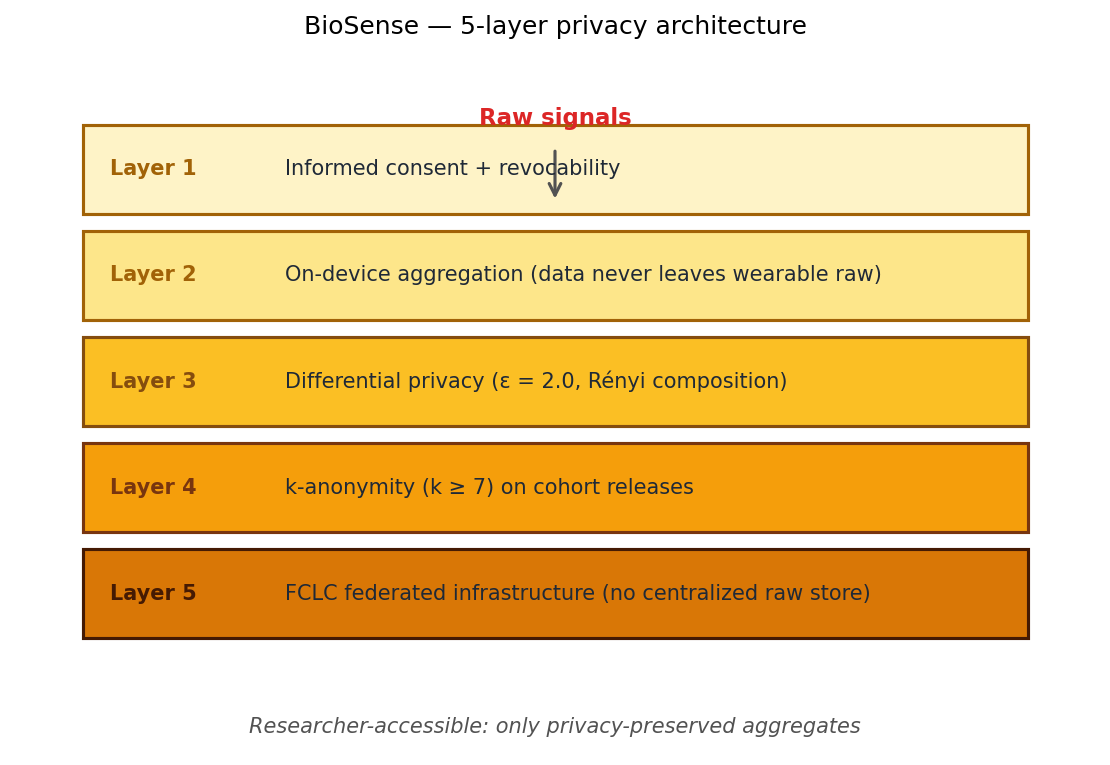 BioSense — 5-layer privacy architecture
Raw signals
Layer 1 Informed consent + revocability
Layer 2 On-device aggregation (data never leaves wearable raw)
Layer 3 Differential privacy (ε = 2.0, Rényi composition)
Layer 4 k-anonymity (k ≥ 7) on cohort releases
Layer 5 FCLC federated infrastructure (no centralized raw store)
Researcher-accessible: only privacy-preserved aggregates